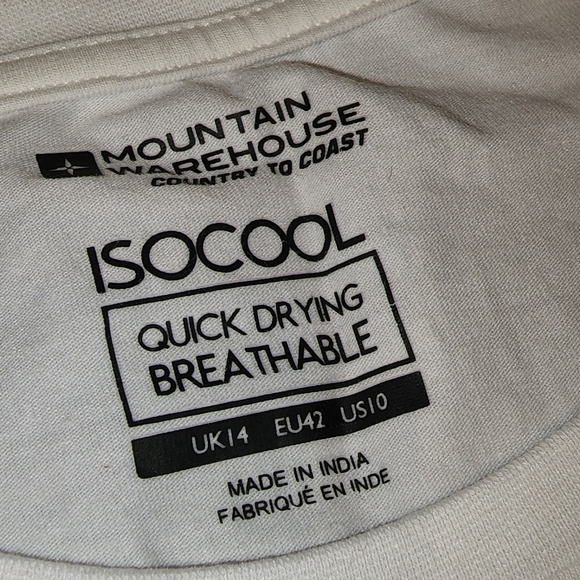 MOUNTAIN
WAREHOUSE
COUNTRY TO COAST
ISOCOOL
QUICK DRYING
BREATHABLE
UK14 EU42 US10
MADE IN INDIA
FABRIQUÉ EN INDE